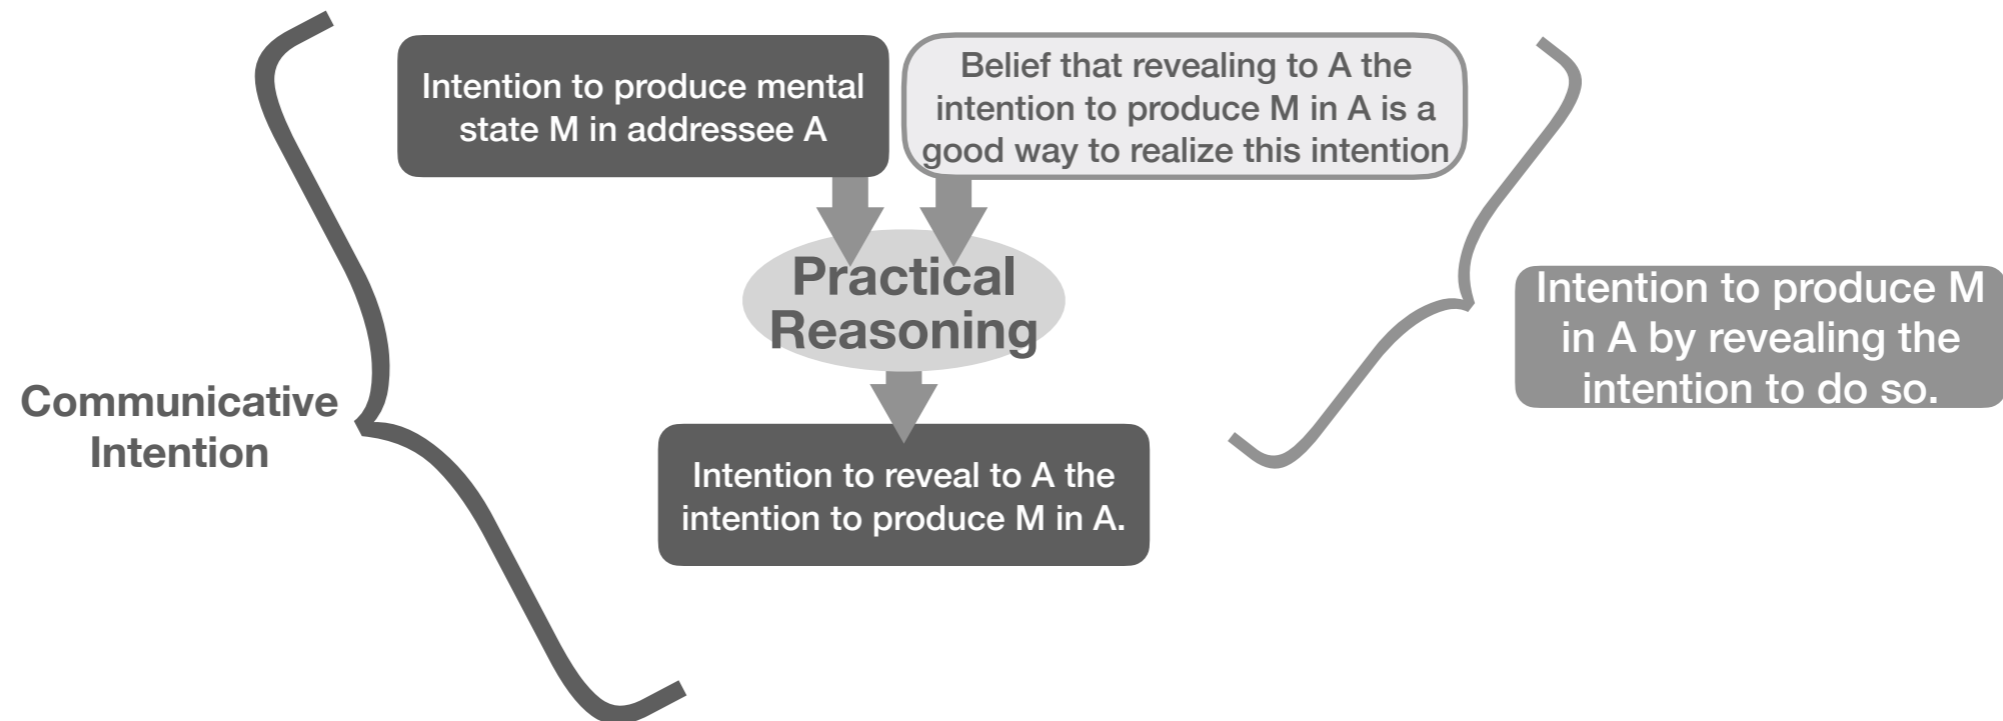 Intention to produce mental
state M in addressee A
Belief that revealing to A the
intention to produce M in A is a
good way to realize this intention
Practical
Reasoning
Intention to produce M
in A by revealing the
intention to do so.
Communicative
Intention
Intention to reveal to A the
intention to produce M in A.